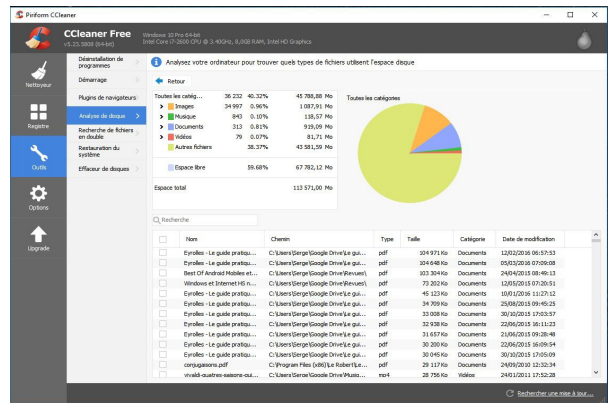 Piriform CCleaner
CCleaner Free
v5.23.5808 (64-bit)
Windows 10 Pro 64-bit
Intel Core i7-2600 CPU @ 3.40GHz, 8,0GB RAM, Intel HD Graphics
Nettoyeur
Registre
Outils
Options
Upgrade
Désinstallation de
programmes
Démarrage
Plugins de navigateurs
Analyse de disque
Recherche de fichiers
en double
Restauration du
système
Effaceur de disques
Analysez votre ordinateur pour trouver quels types de fichiers utilisent l'espace disque
Retour
Toutes les catég... 36 232 40.32% 45 788,88 Mo
Images 34 997 0.96% 1 087,91 Mo
Musique 843 0.10% 118,57 Mo
Documents 313 0.81% 919,09 Mo
Vidéos 79 0.07% 81,71 Mo
Autres fichiers 38.37% 43 581,59 Mo
Espace libre 59.68% 67 782,12 Mo
Espace total 113 571,00 Mo
Toutes les catégories
Recherche
Nom Chemin Type Taille Catégorie Date de modification
Eyrolles - Le guide pratiqu... C:\Users\Serge\Google Drive\Le gui... pdf 104 971 Ko Documents 12/02/2016 06:57:53
Eyrolles - Le guide pratiqu... C:\Users\Serge\Google Drive\Le gui... pdf 104 648 Ko Documents 05/03/2016 07:09:08
Best Of Android Mobiles et... C:\Users\Serge\Google Drive\Revues\ pdf 103 304 Ko Documents 24/04/2015 08:49:13
Windows et Internet HS n... C:\Users\Serge\Google Drive\Revues\ pdf 73 202 Ko Documents 12/05/2015 07:20:51
Eyrolles - Le guide pratiqu... C:\Users\Serge\Google Drive\Le gui... pdf 45 123 Ko Documents 10/01/2016 11:27:12
Eyrolles - Le guide pratiqu... C:\Users\Serge\Google Drive\Le gui... pdf 34 709 Ko Documents 25/08/2015 09:45:25
Eyrolles - Le guide pratiqu... C:\Users\Serge\Google Drive\Le gui... pdf 33 008 Ko Documents 30/10/2015 17:03:57
Eyrolles - Le guide pratiqu... C:\Users\Serge\Google Drive\Le gui... pdf 32 938 Ko Documents 22/06/2015 16:11:23
Eyrolles - Le guide pratiqu... C:\Users\Serge\Google Drive\Le gui... pdf 31 657 Ko Documents 21/06/2015 09:28:48
Eyrolles - Le guide pratiqu... C:\Users\Serge\Google Drive\Le gui... pdf 30 200 Ko Documents 22/06/2015 16:09:54
Eyrolles - Le guide pratiqu... C:\Users\Serge\Google Drive\Le gui... pdf 30 045 Ko Documents 30/10/2015 17:05:09
conjugaisons.pdf C:\Program Files (x86)\Le Robert\Le... pdf 29 117 Ko Documents 24/09/2010 12:32:34
vivaldi-quatres-saisons-oui... C:\Users\Serge\Google Drive\Musiq... mp4 28 756 Ko Vidéos 24/01/2011 17:52:28
Rechercher une mise à jour...